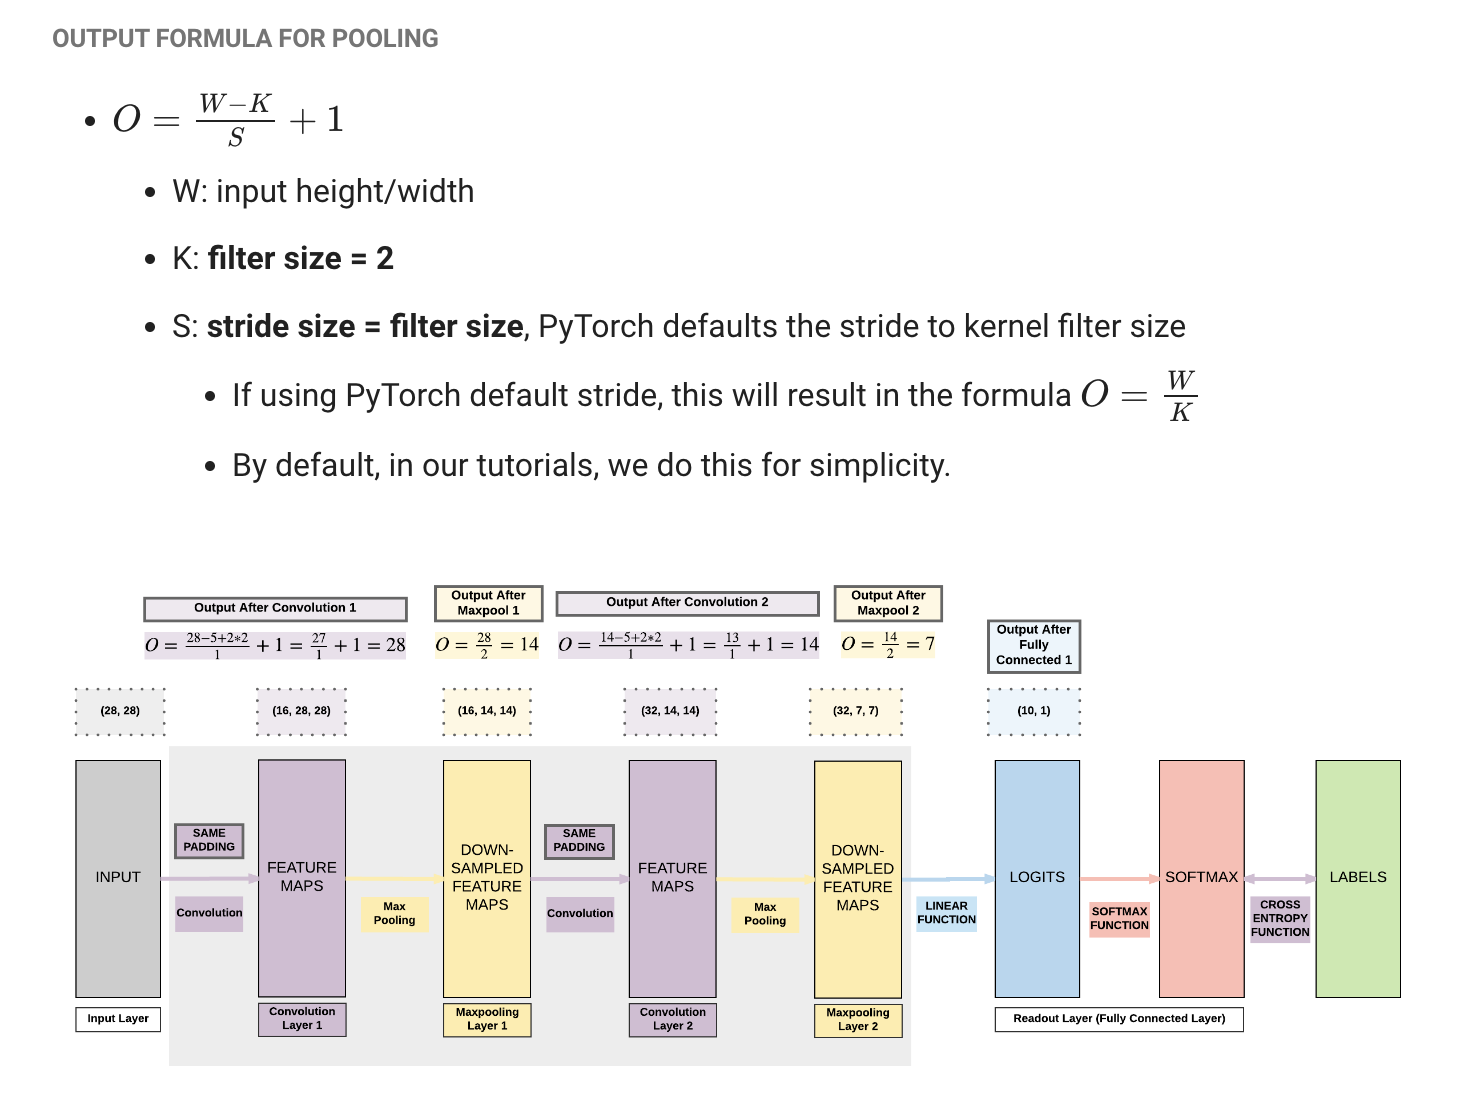 OUTPUT FORMULA FOR POOLING
• O = \frac{W-K}{S} + 1
• W: input height/width
• K: filter size = 2
• S: stride size = filter size, PyTorch defaults the stride to kernel filter size
• If using PyTorch default stride, this will result in the formula O = \frac{W}{K}
• By default, in our tutorials, we do this for simplicity.
Output After Convolution 1
O = \frac{28-5+2*2}{1} + 1 = \frac{27}{1} + 1 = 28
Output After
Maxpool 1
O = \frac{28}{2} = 14
Output After Convolution 2
O = \frac{14-5+2*2}{1} + 1 = \frac{13}{1} + 1 = 14
Output After
Maxpool 2
O = \frac{14}{2} = 7
Output After
Fully
Connected 1
(28, 28)
(16, 28, 28)
(16, 14, 14)
(32, 14, 14)
(32, 7, 7)
(10, 1)
INPUT
SAME
PADDING
Convolution
FEATURE
MAPS
Max
Pooling
DOWN-
SAMPLED
FEATURE
MAPS
SAME
PADDING
Convolution
FEATURE
MAPS
Max
Pooling
DOWN-
SAMPLED
FEATURE
MAPS
LINEAR
FUNCTION
LOGITS
SOFTMAX
FUNCTION
SOFTMAX
CROSS
ENTROPY
FUNCTION
LABELS
Input Layer
Convolution
Layer 1
Maxpooling
Layer 1
Convolution
Layer 2
Maxpooling
Layer 2
Readout Layer (Fully Connected Layer)